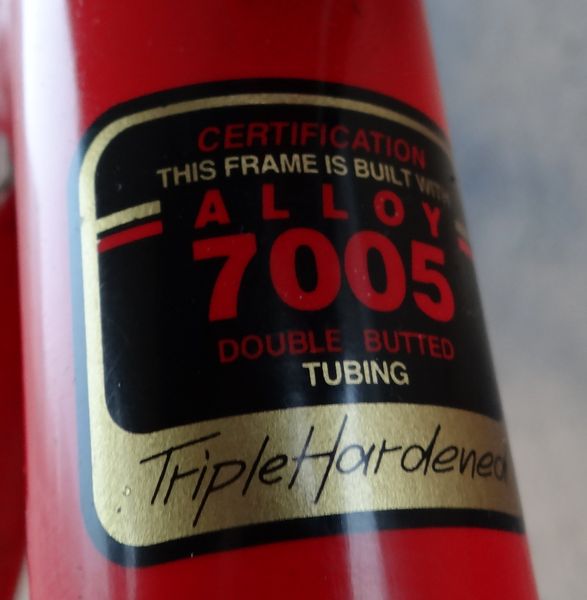 CERTIFICATION
THIS FRAME IS BUILT WITH
ALLOY
7005
DOUBLE BUTTED
TUBING
TripleHardened